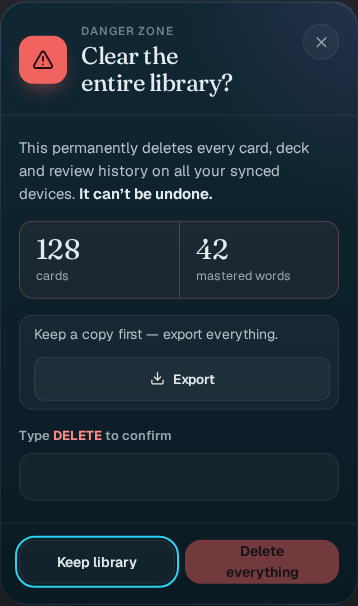 DANGER ZONE
Clear the
entire library?
This permanently deletes every card, deck
and review history on all your synced
devices. It can’t be undone.
128
cards
42
mastered words
Keep a copy first — export everything.
Export
Type DELETE to confirm
Keep library
Delete
everything